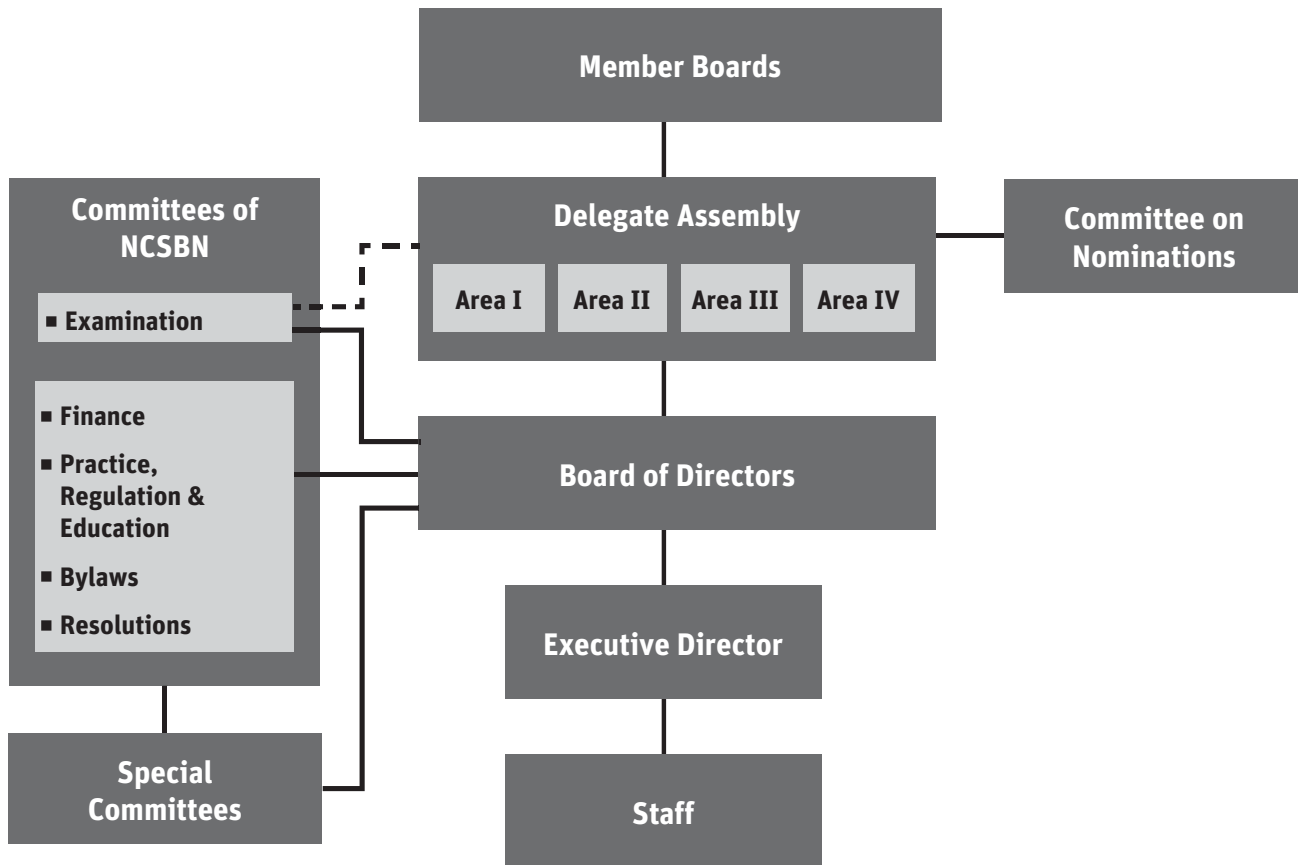 Member Boards
Committees of
NCSBN
■ Examination
■ Finance
■ Practice,
Regulation &
Education
■ Bylaws
■ Resolutions
Special
Committees
Delegate Assembly
Area I
Area II
Area III
Area IV
Committee on
Nominations
Board of Directors
Executive Director
Staff